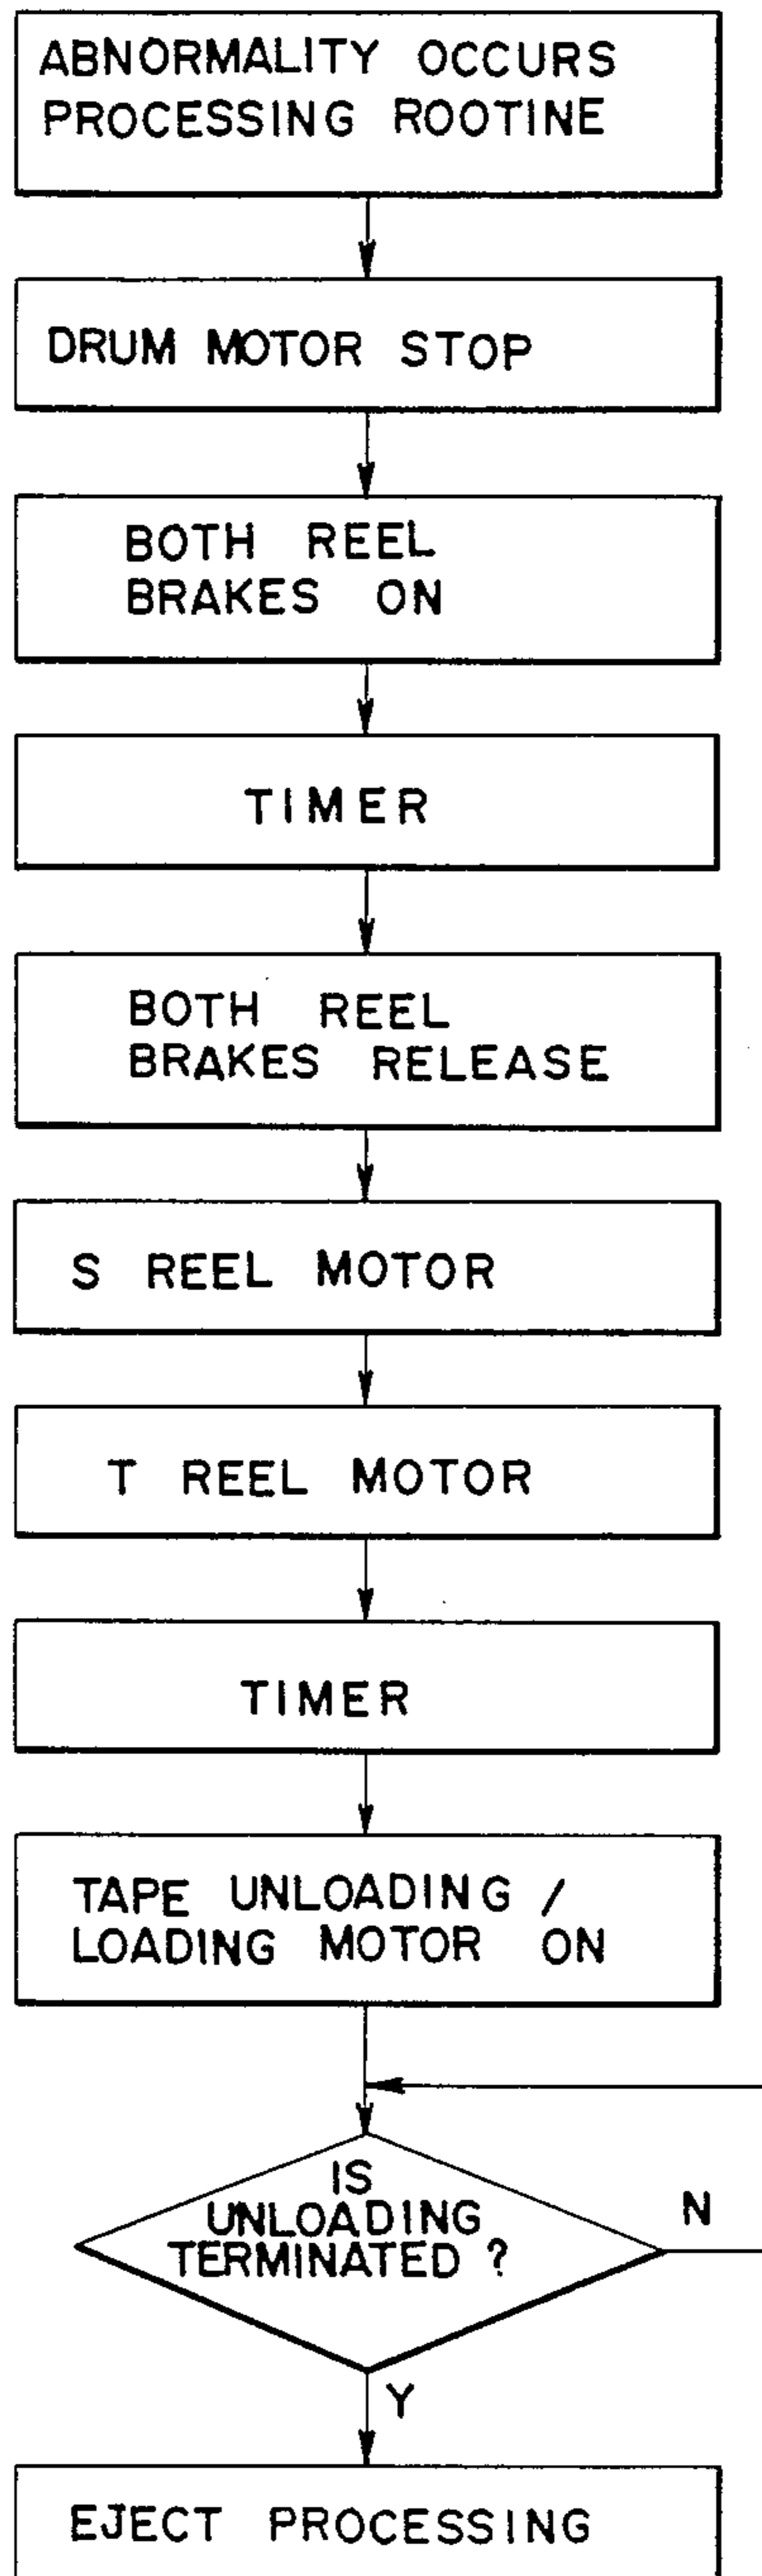 ABNORMALITY OCCURS
PROCESSING ROOTINE
DRUM MOTOR STOP
BOTH REEL
BRAKES ON
TIMER
BOTH REEL
BRAKES RELEASE
S REEL MOTOR
T REEL MOTOR
TIMER
TAPE UNLOADING /
LOADING MOTOR ON
IS
UNLOADING
TERMINATED ?
N
Y
EJECT PROCESSING